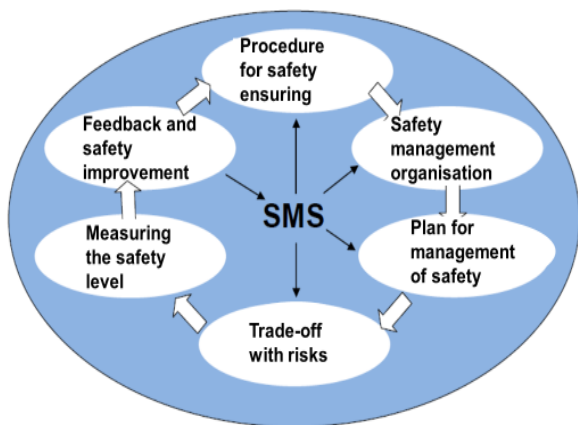 Procedure
for safety
ensuring
Feedback and
safety
improvement
Safety
management
organisation
SMS
Measuring
the safety
level
Plan for
management
of safety
Trade-off
with risks